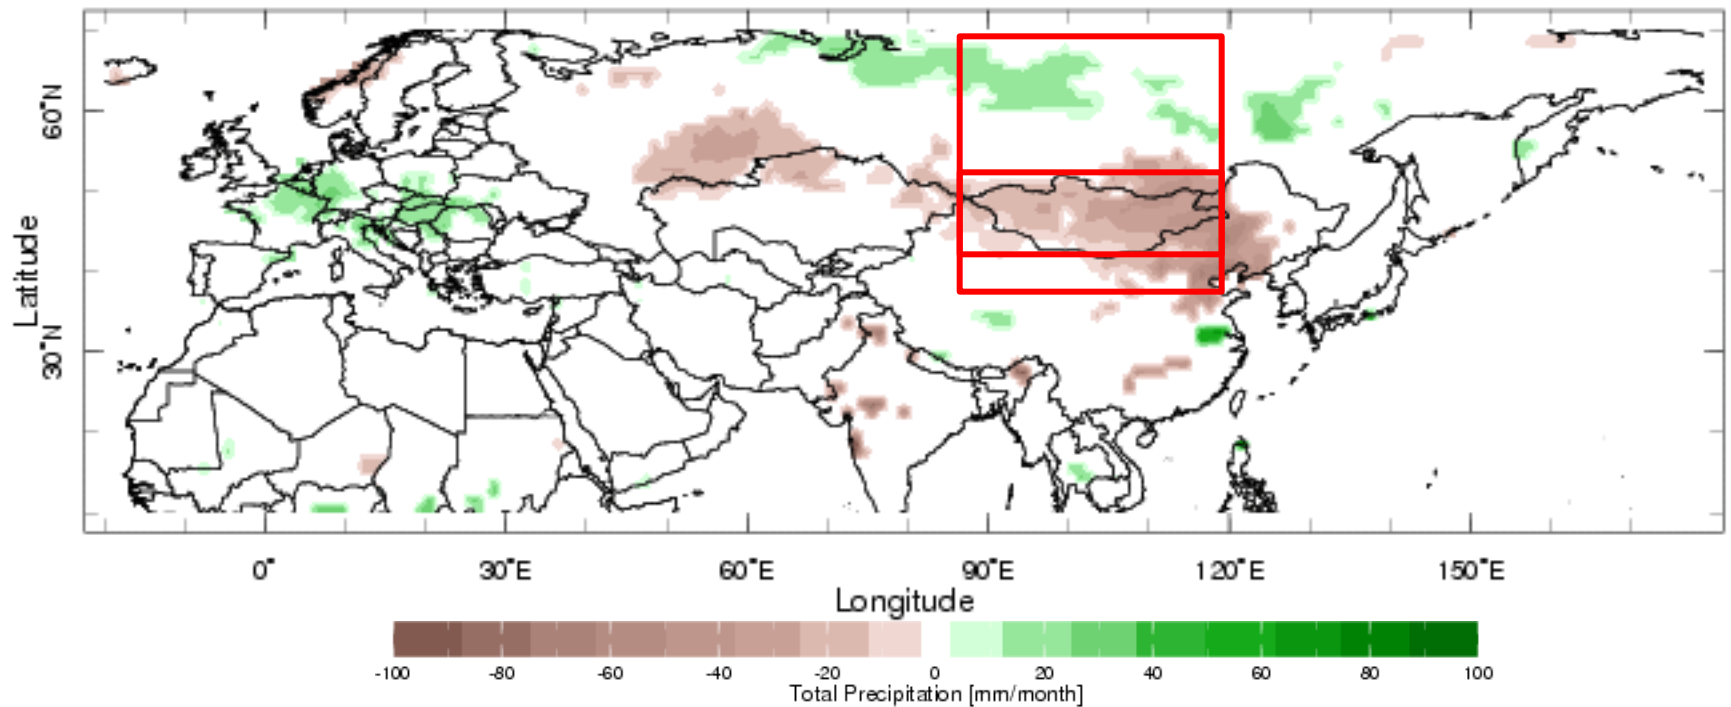 60°N
30°N
Latitude
0° 30°E 60°E 90°E 120°E 150°E
Longitude
-100 -80 -60 -40 -20 0 20 40 60 80 100
Total Precipitation [mm/month]